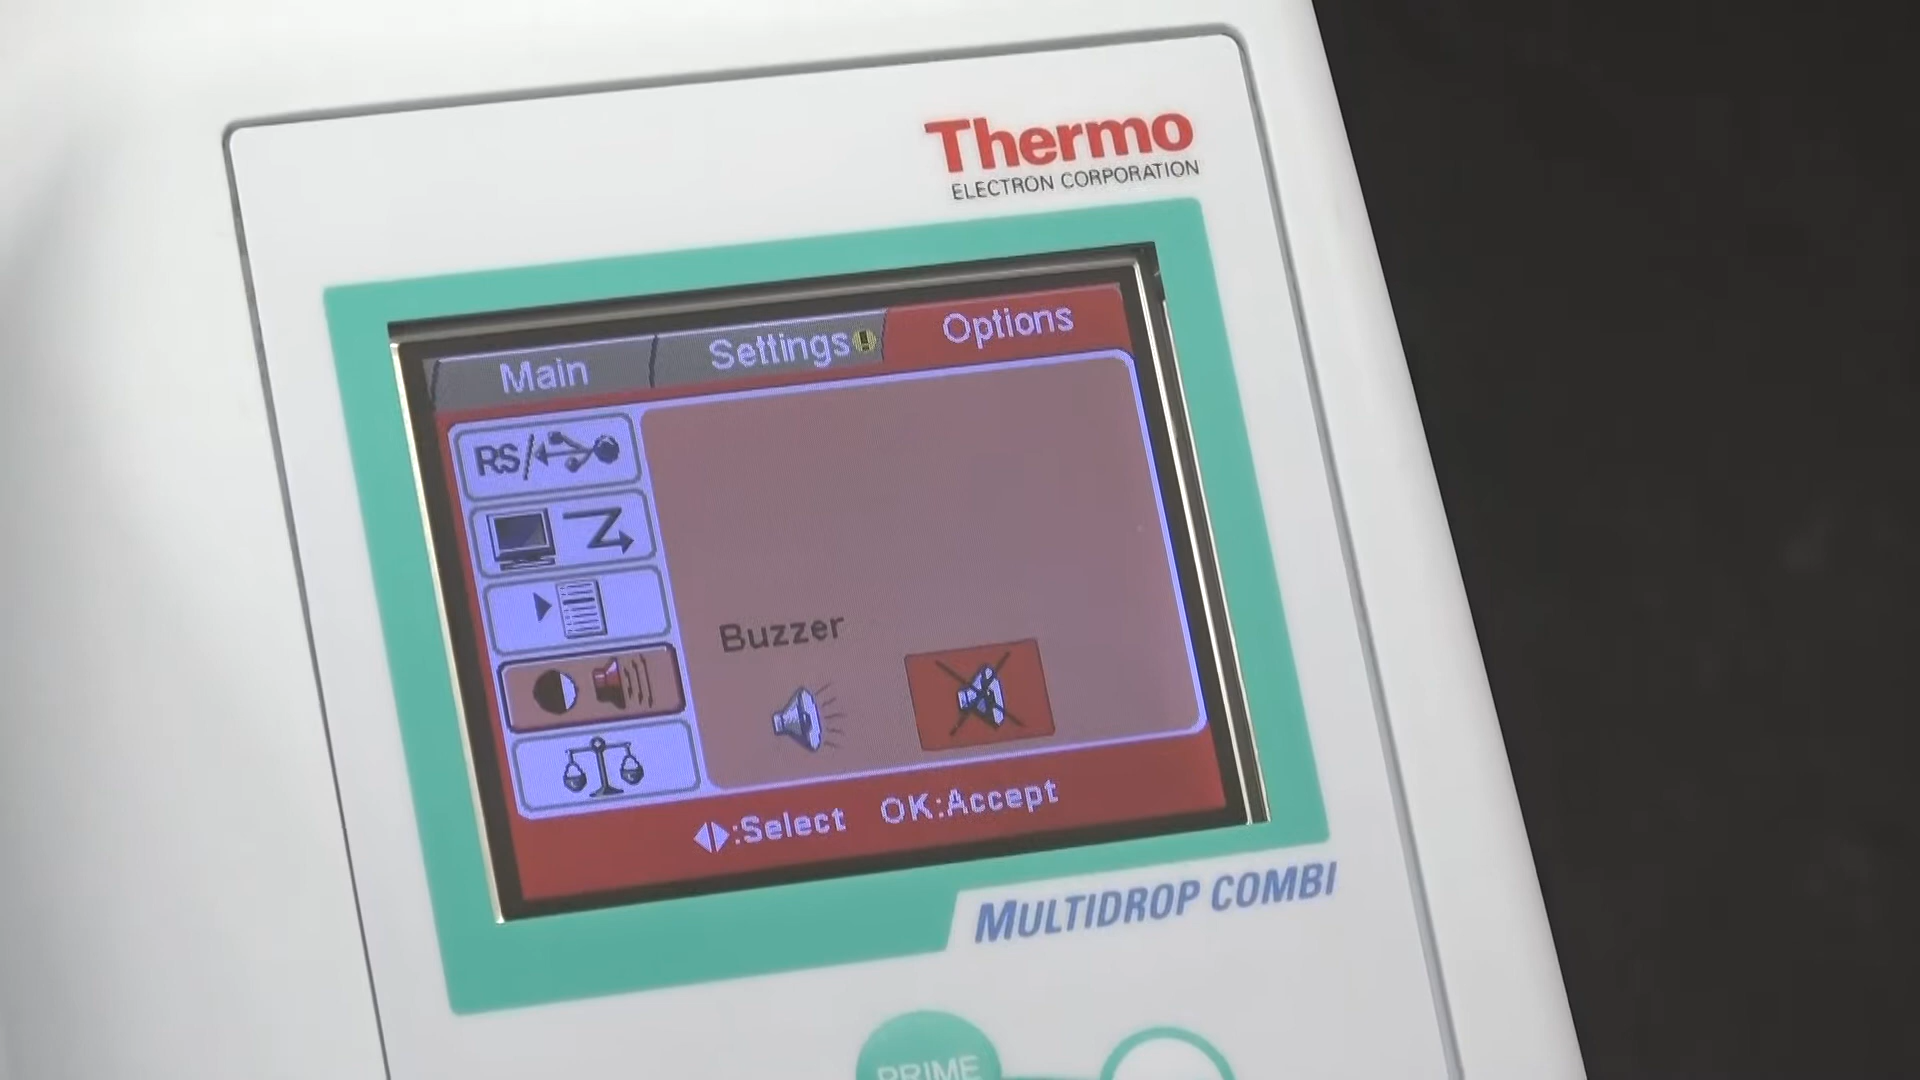 Thermo
ELECTRON CORPORATION
Main Settings Options
RS/
Buzzer
:Select OK:Accept
MULTIDROP COMBI
PRIME